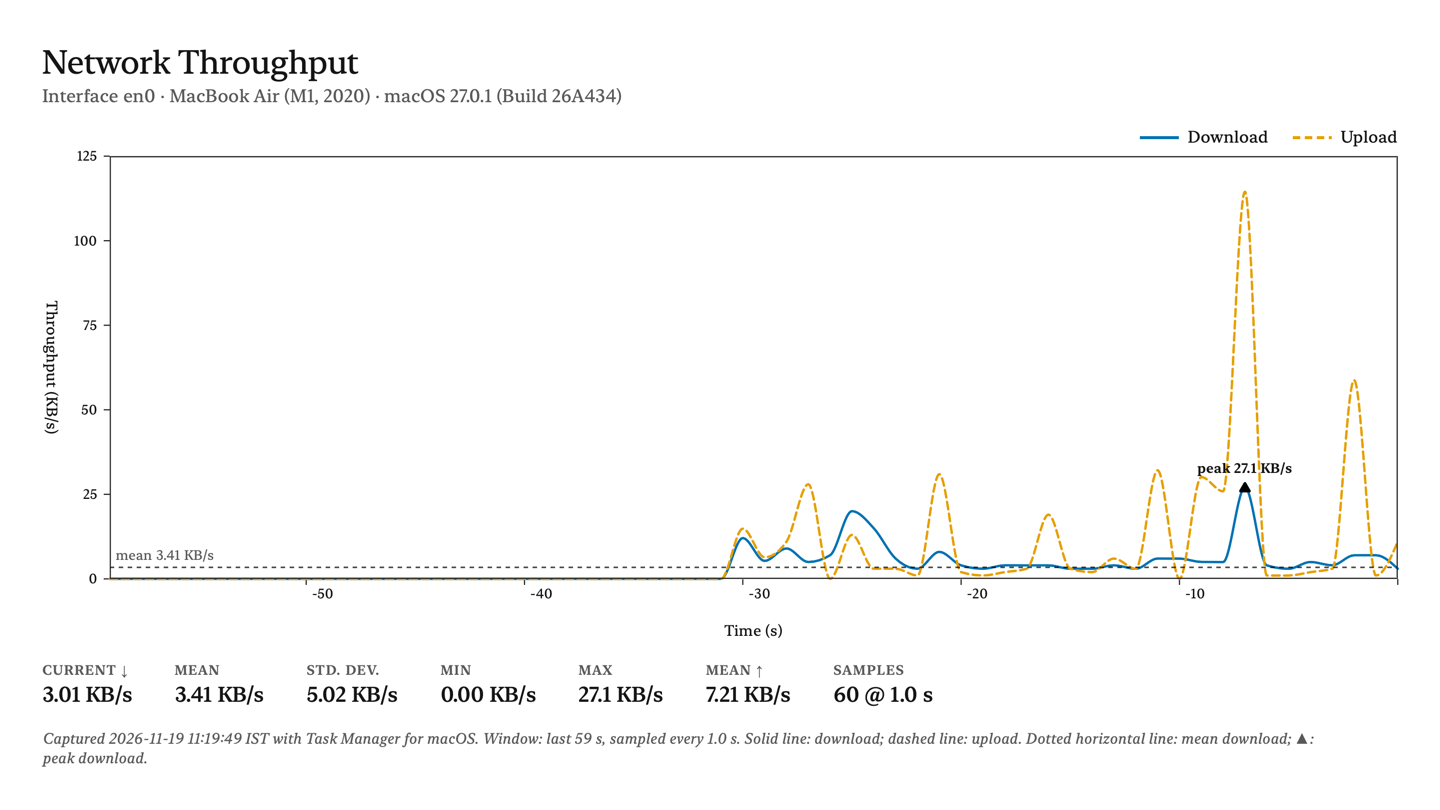 Network Throughput
Interface en0 · MacBook Air (M1, 2020) · macOS 27.0.1 (Build 26A434)
Download Upload
125
100
75
50
25
0
Throughput (KB/s)
peak 27.1 KB/s
mean 3.41 KB/s
-50 -40 -30 -20 -10
Time (s)
CURRENT ↓ MEAN STD. DEV. MIN MAX MEAN ↑ SAMPLES
3.01 KB/s 3.41 KB/s 5.02 KB/s 0.00 KB/s 27.1 KB/s 7.21 KB/s 60 @ 1.0 s
Captured 2026-11-19 11:19:49 IST with Task Manager for macOS. Window: last 59 s, sampled every 1.0 s. Solid line: download; dashed line: upload. Dotted horizontal line: mean download; ▲:
peak download.